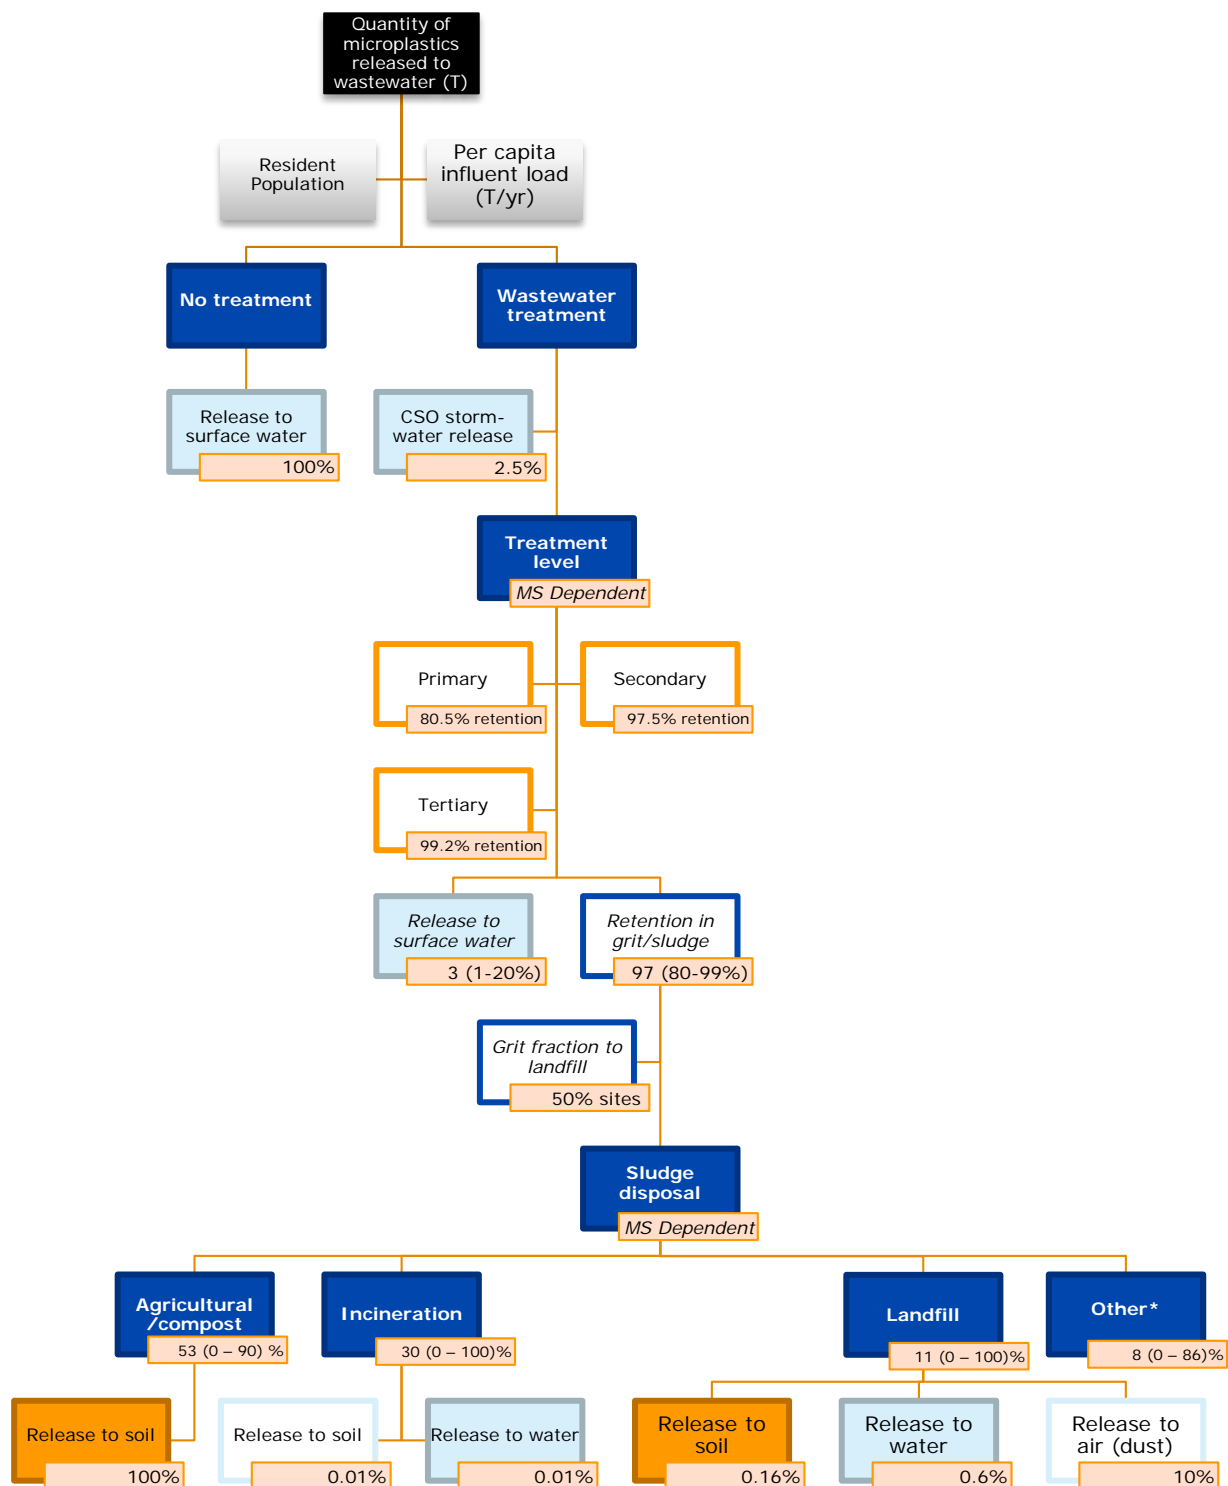 Quantity of
microplastics
released to
wastewater (T)
Resident
Population
Per capita
influent load
(T/yr)
No treatment
Wastewater
treatment
Release to
surface water
100%
CSO storm-
water release
2.5%
Treatment
level
MS Dependent
Primary
80.5% retention
Secondary
97.5% retention
Tertiary
99.2% retention
Release to
surface water
3 (1-20%)
Retention in
grit/sludge
97 (80-99%)
Grit fraction to
landfill
50% sites
Sludge
disposal
MS Dependent
Agricultural
/compost
53 (0 – 90) %
Incineration
30 (0 – 100)%
Landfill
11 (0 – 100)%
Other*
8 (0 – 86)%
Release to soil
100%
Release to soil
0.01%
Release to water
0.01%
Release to
soil
0.16%
Release to
water
0.6%
Release to
air (dust)
10%